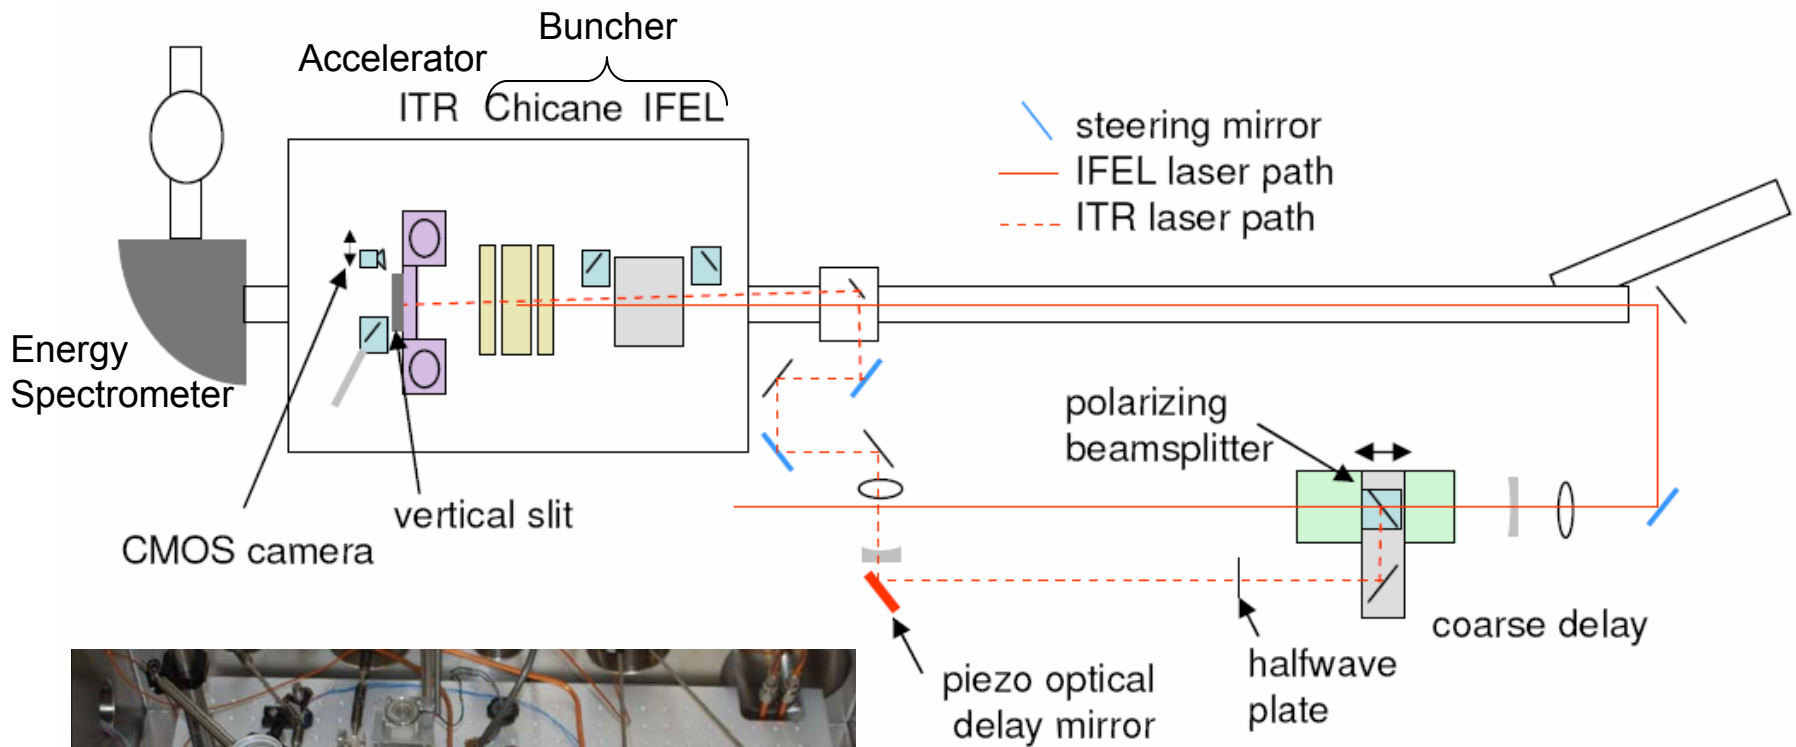 Buncher
Accelerator
ITR Chicane IFEL
steering mirror
IFEL laser path
ITR laser path
Energy
Spectrometer
polarizing
beamsplitter
vertical slit
CMOS camera
coarse delay
halfwave
plate
piezo optical
delay mirror